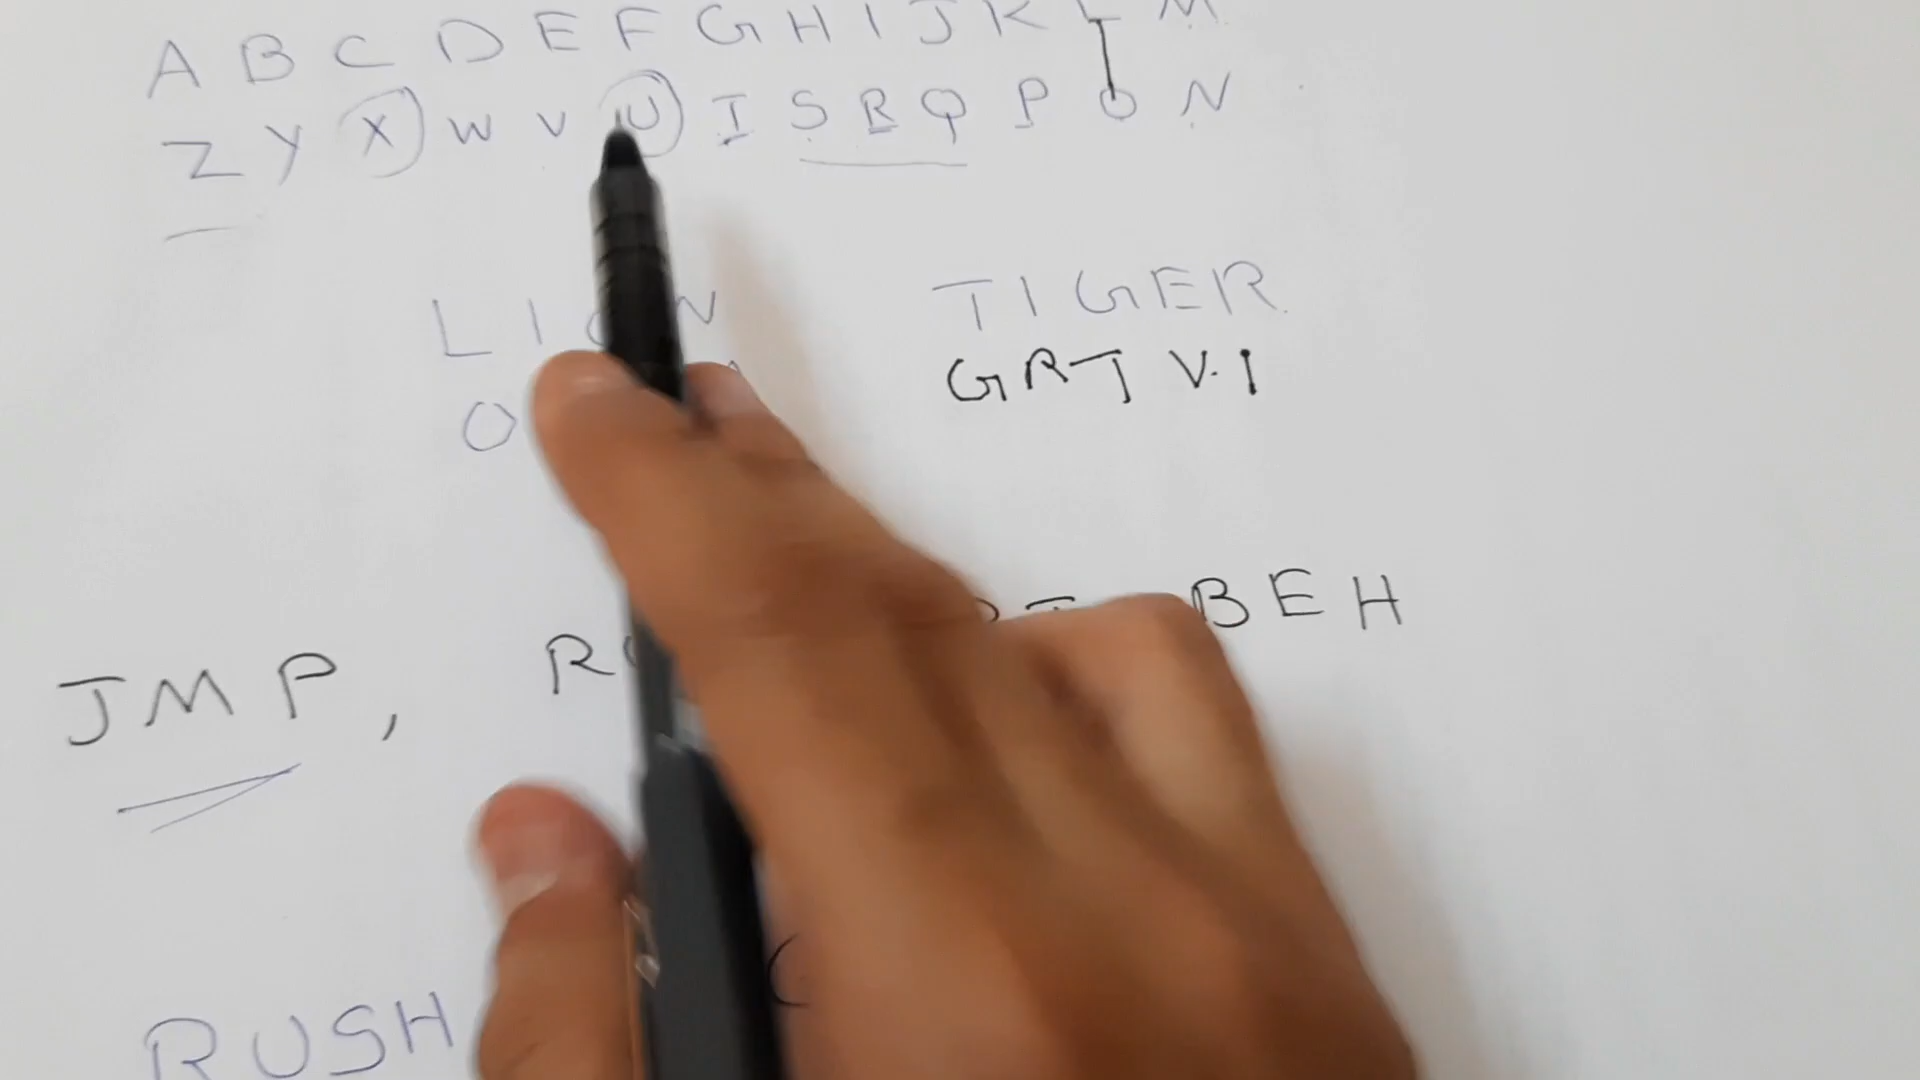 A B C D E F G H I J K L M
Z Y X W V U T S R Q P O N
L I O N TIGER
O GRTVI
JMP, BEH
RUSH